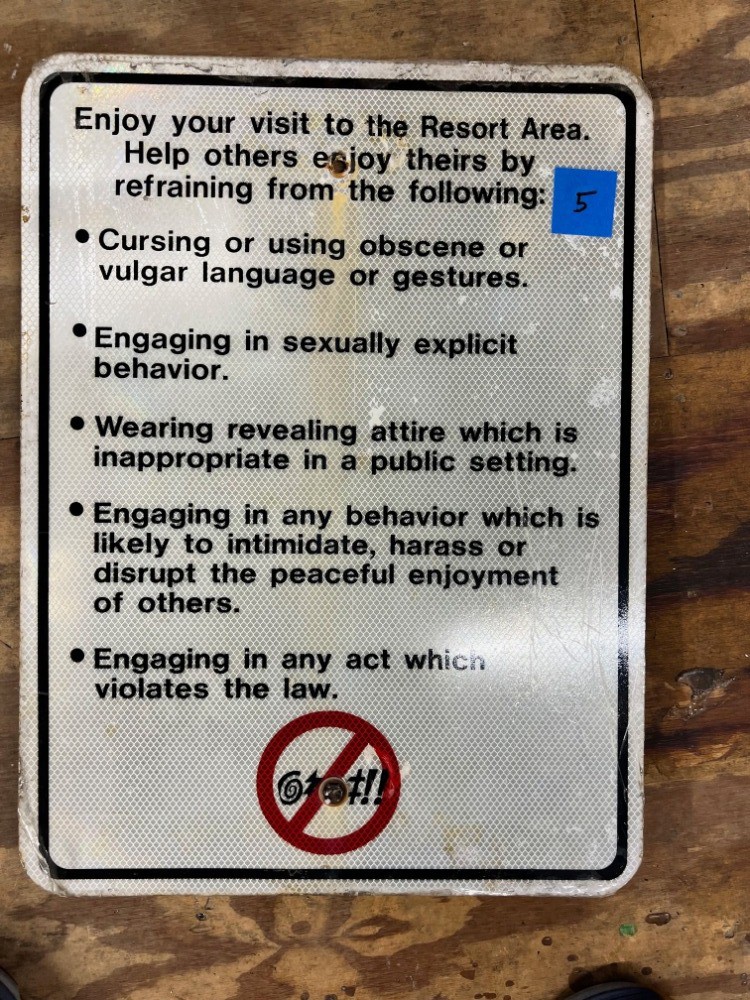 Enjoy your visit to the Resort Area.
Help others enjoy theirs by
refraining from the following:
5
• Cursing or using obscene or
vulgar language or gestures.
• Engaging in sexually explicit
behavior.
• Wearing revealing attire which is
inappropriate in a public setting.
• Engaging in any behavior which is
likely to intimidate, harass or
disrupt the peaceful enjoyment
of others.
• Engaging in any act which
violates the law.